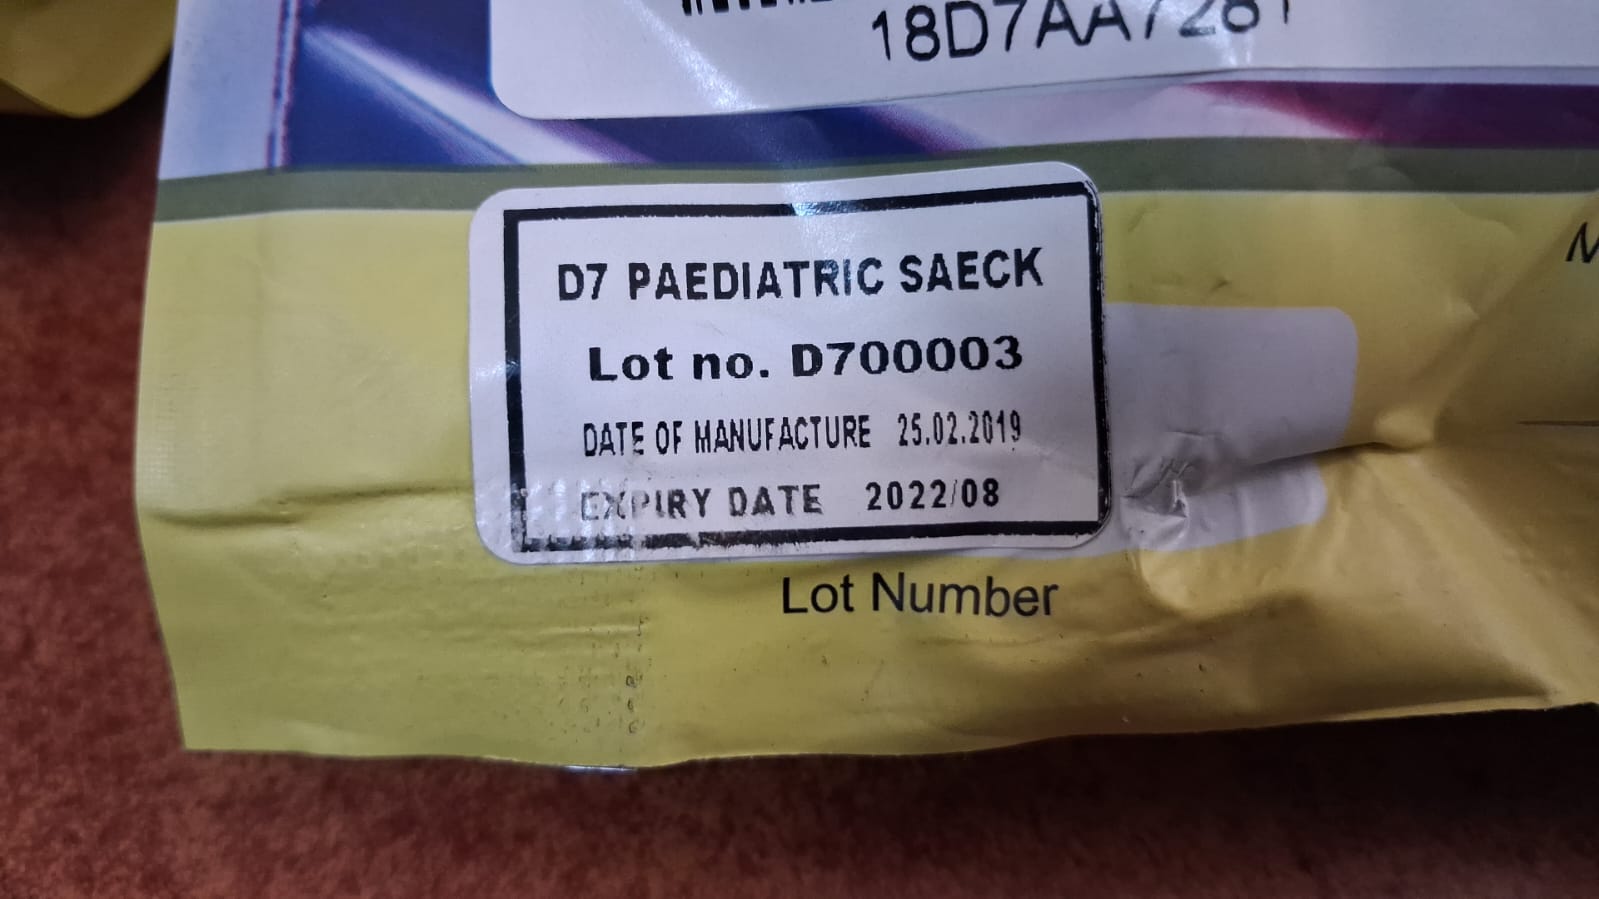 18D7AA7281
D7 PAEDIATRIC SAECK
Lot no. D700003
DATE OF MANUFACTURE 25.02.2019
EXPIRY DATE 2022/08
Lot Number